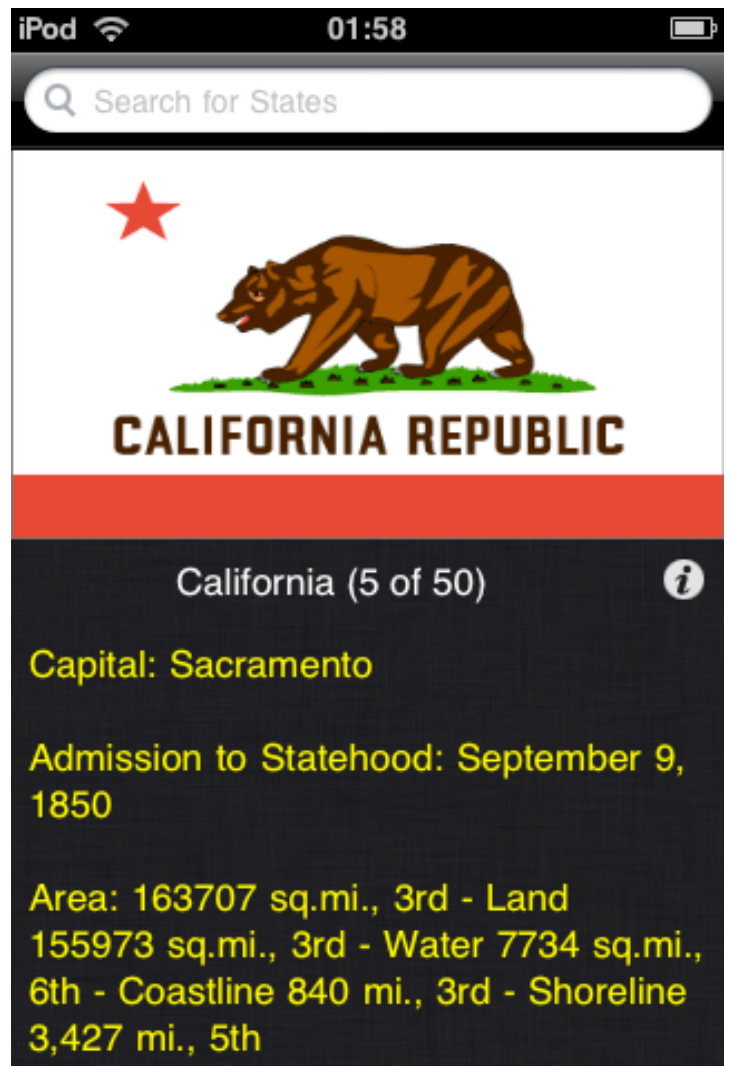 iPod 01:58
Search for States
CALIFORNIA REPUBLIC
California (5 of 50)
Capital: Sacramento
Admission to Statehood: September 9,
1850
Area: 163707 sq.mi., 3rd - Land
155973 sq.mi., 3rd - Water 7734 sq.mi.,
6th - Coastline 840 mi., 3rd - Shoreline
3,427 mi., 5th